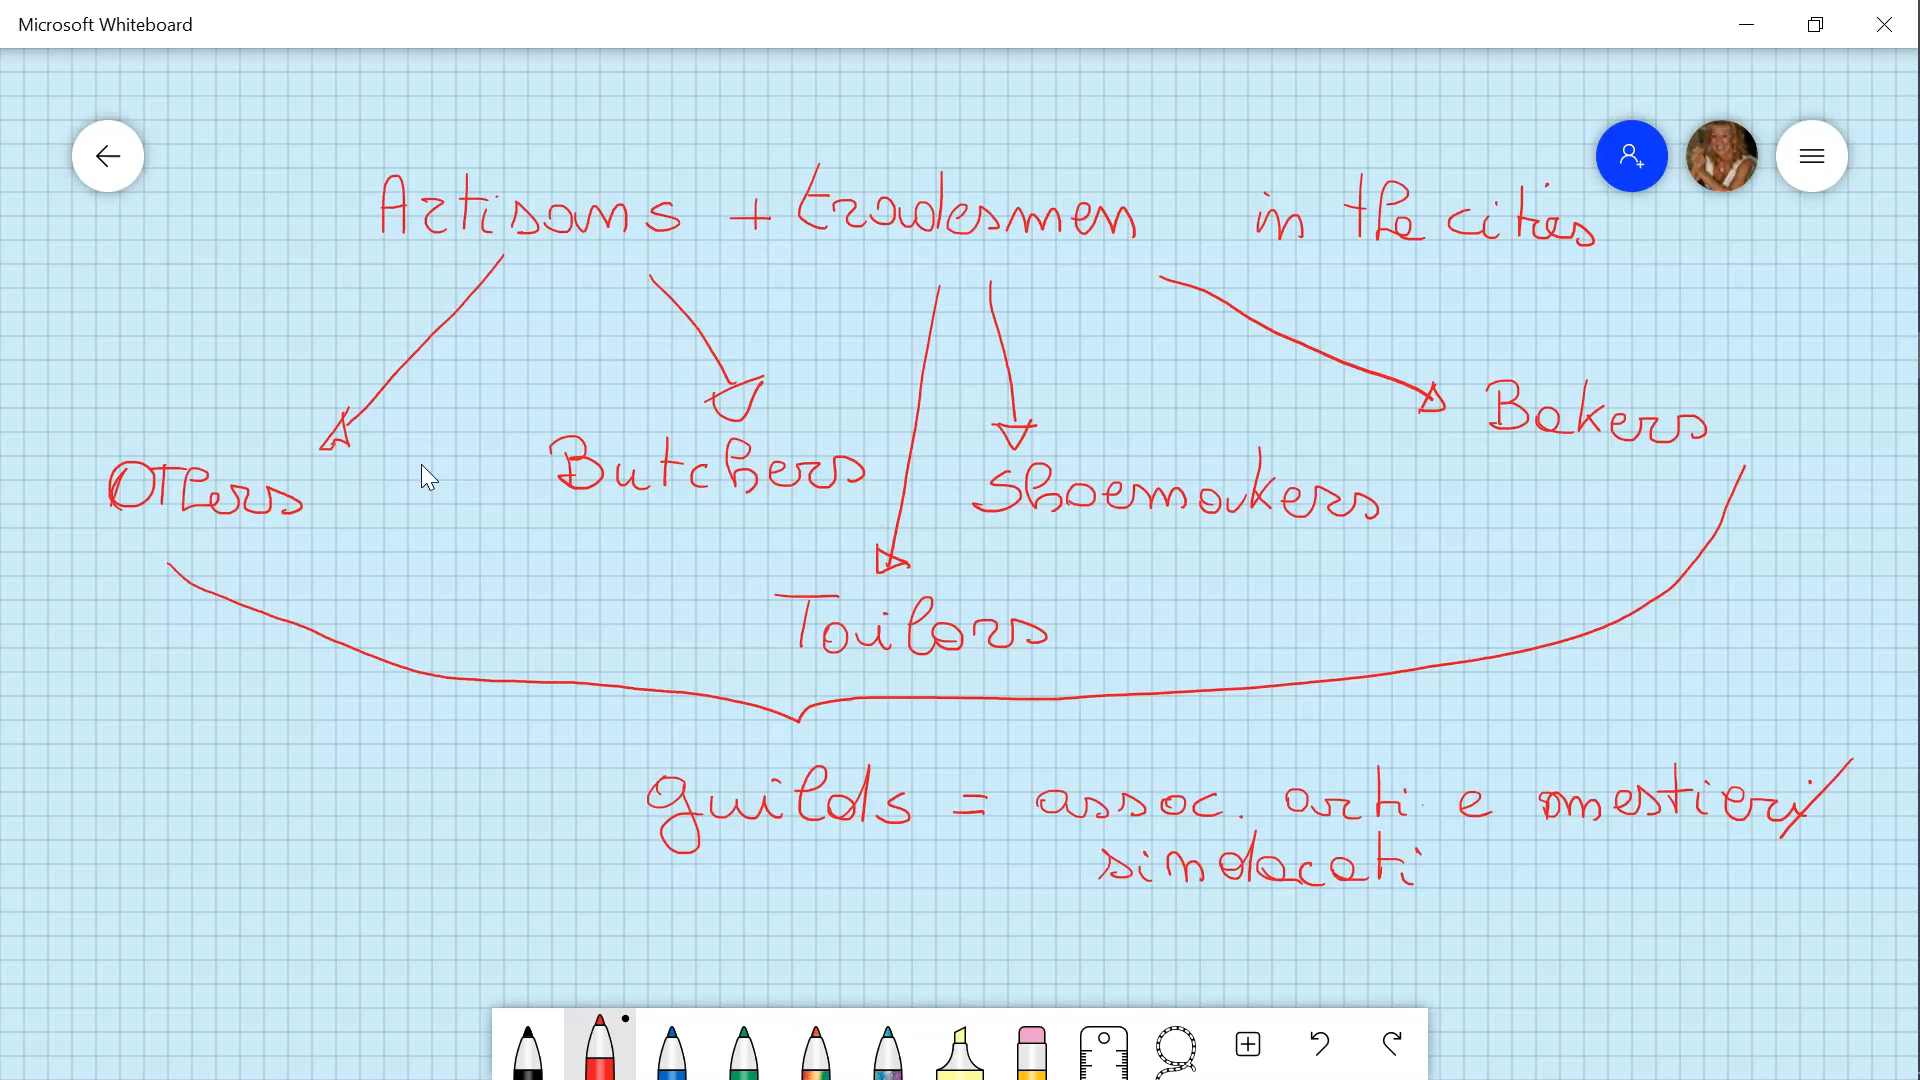 Microsoft Whiteboard
Artisans + tradesmen in the cities
Others Butchers Shoemakers Bakers
Tailors
guilds = assoc. arti e mestieri/
sindacati